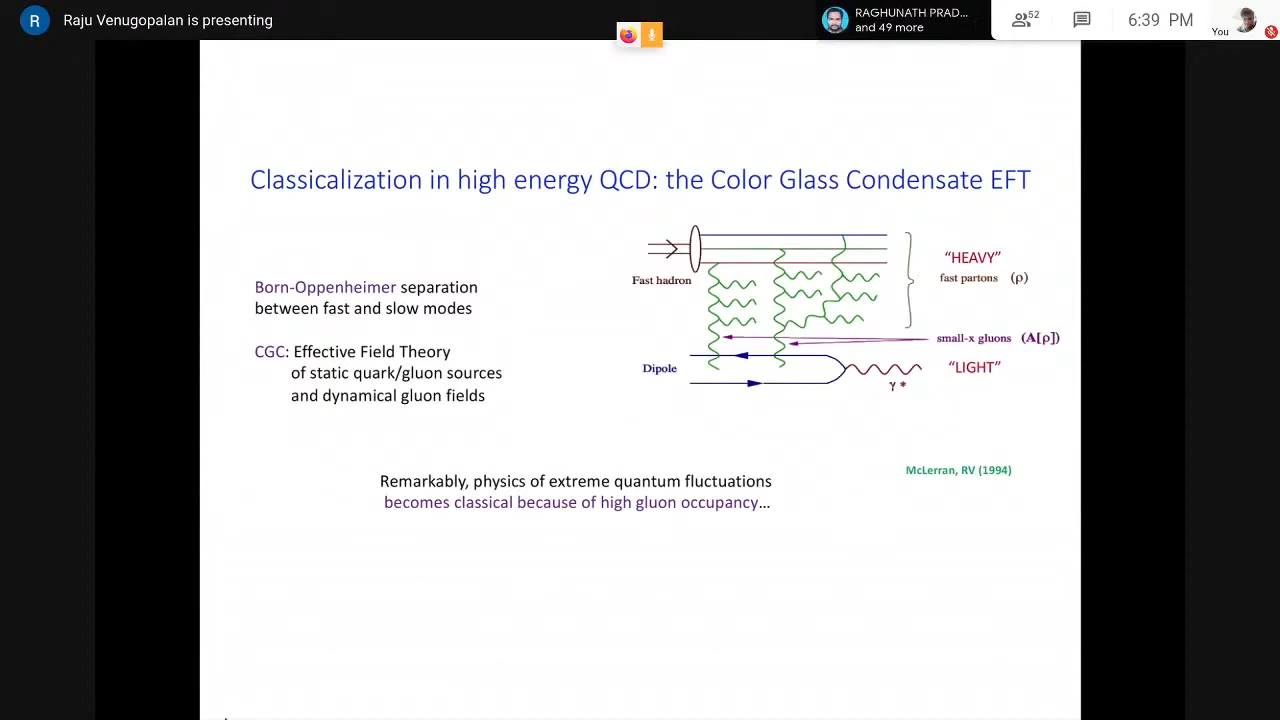 R Raju Venugopalan is presenting
RAGHUNATH PRAD...
and 49 more
52
6:39 PM
You
Classicalization in high energy QCD: the Color Glass Condensate EFT
Fast hadron
"HEAVY"
fast partons (ρ)
Born-Oppenheimer separation
between fast and slow modes
small-x gluons (A[ρ])
CGC: Effective Field Theory
of static quark/gluon sources
and dynamical gluon fields
Dipole
"LIGHT"
γ *
McLerran, RV (1994)
Remarkably, physics of extreme quantum fluctuations
becomes classical because of high gluon occupancy...